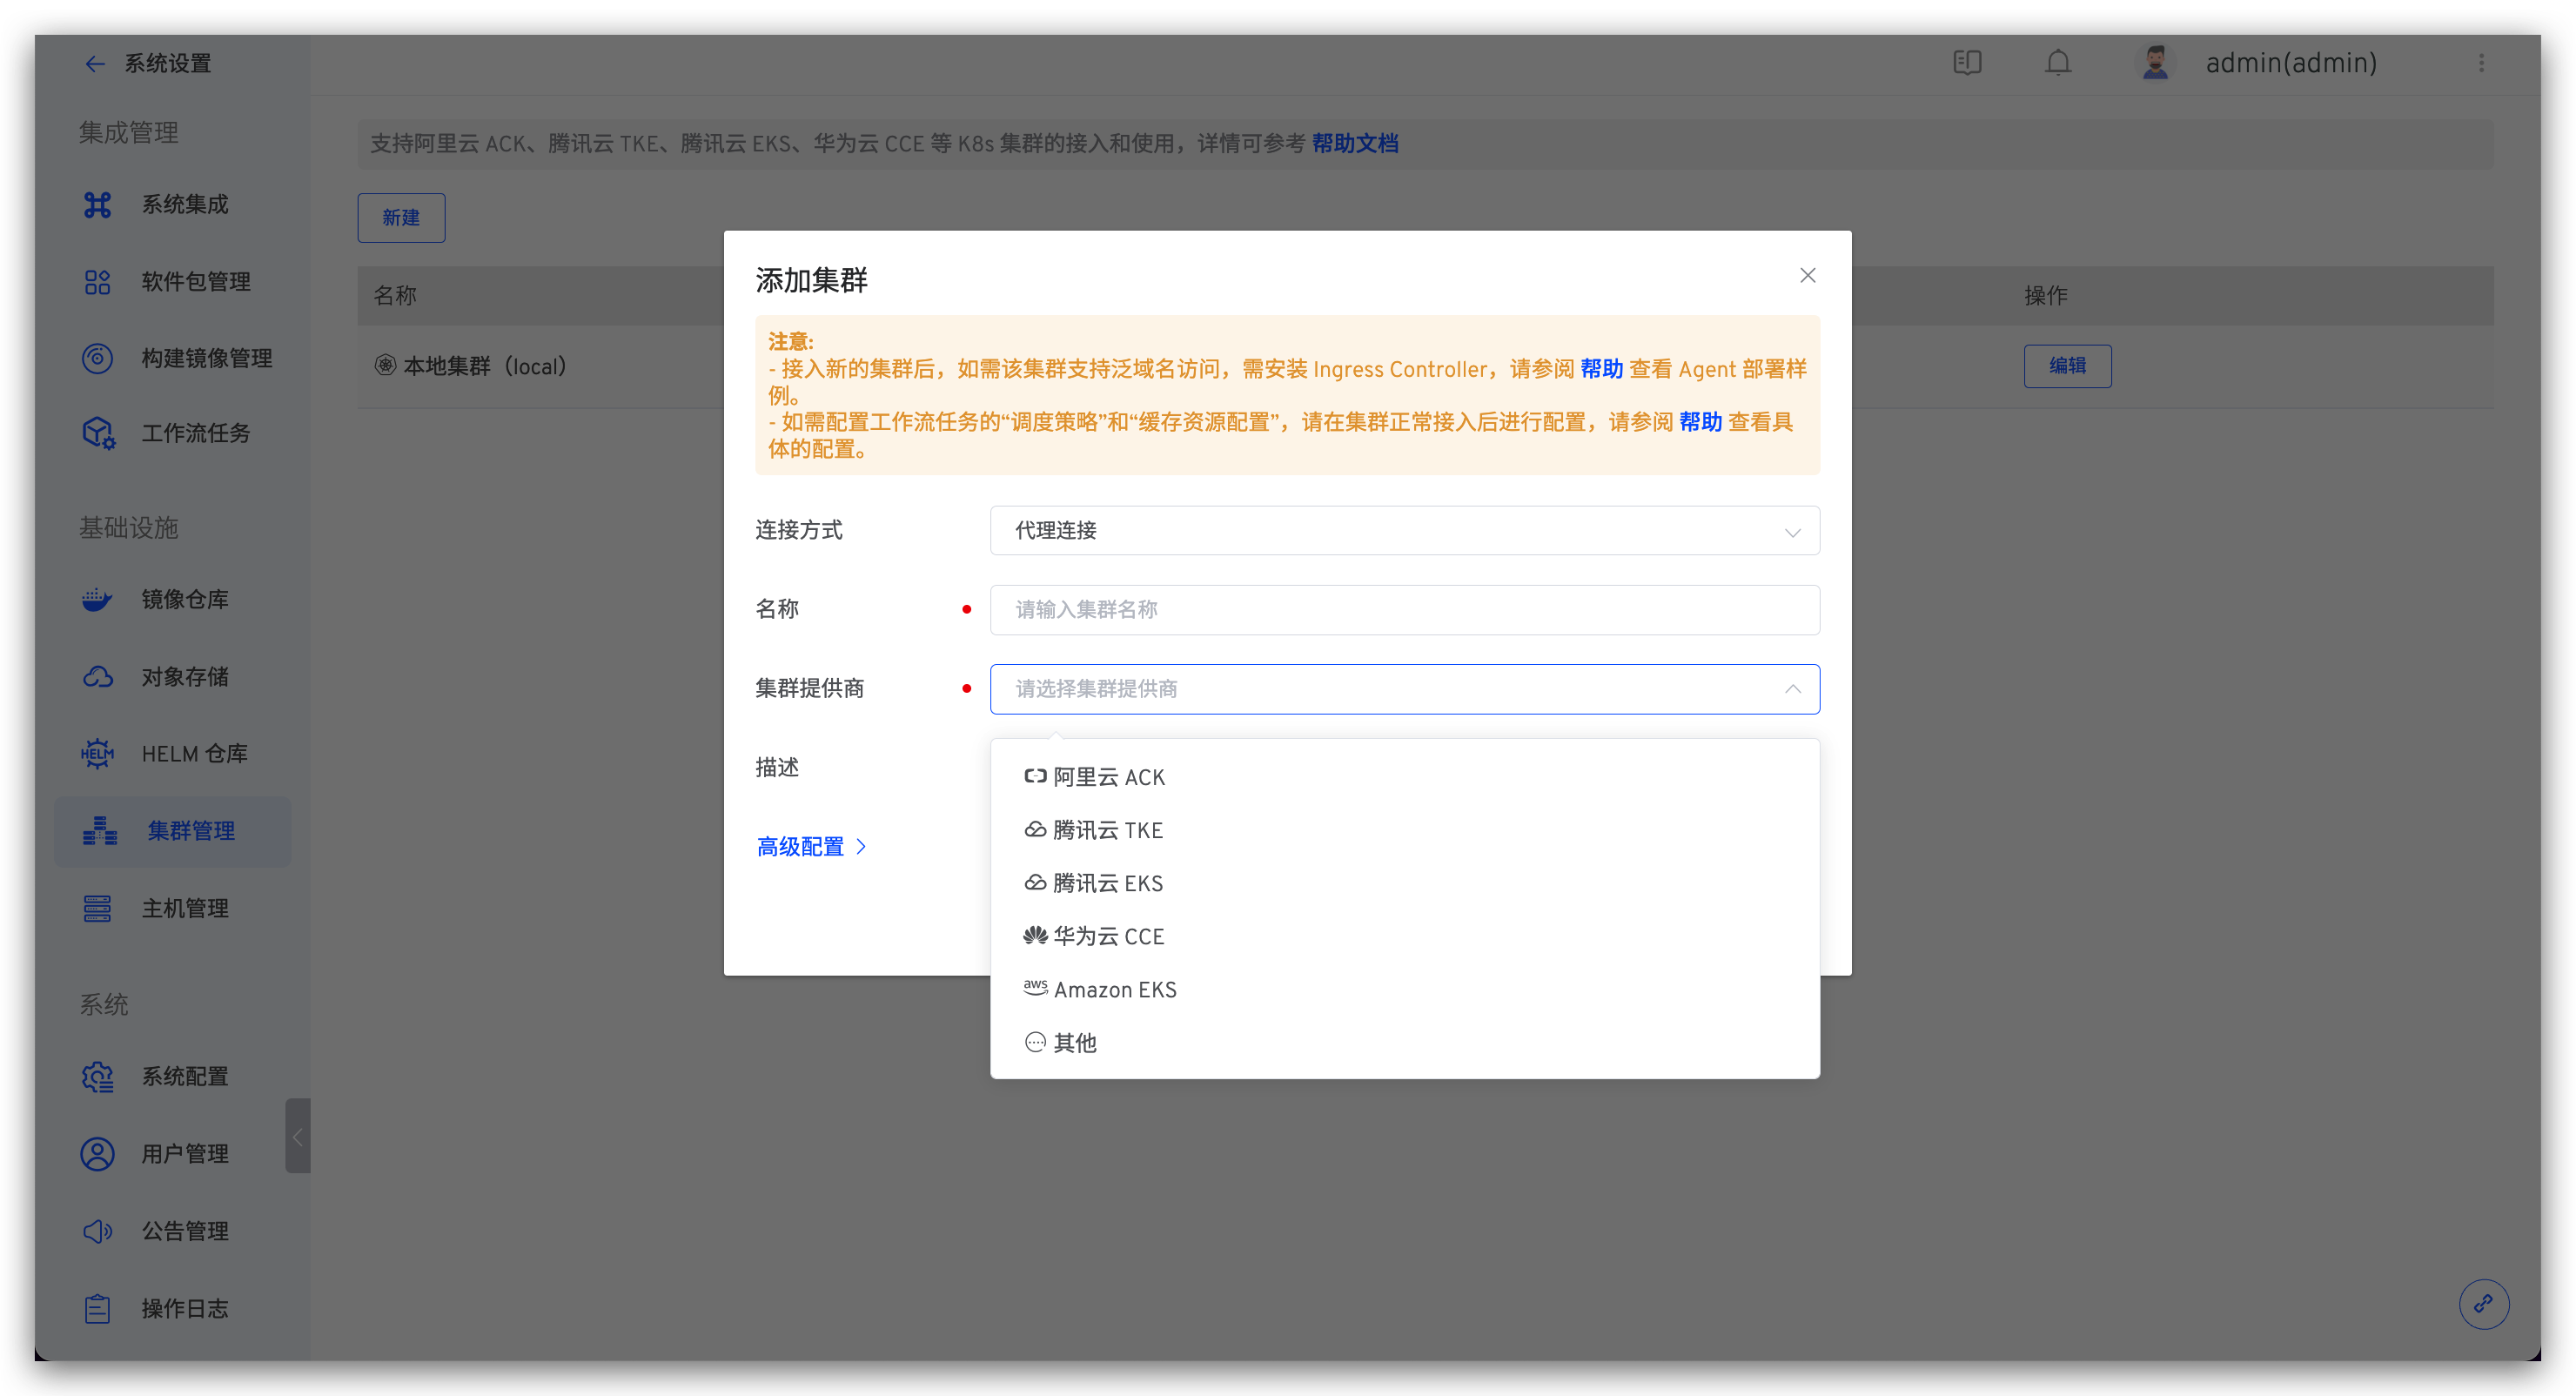 系统设置
admin(admin)
集成管理
系统集成
软件包管理
构建镜像管理
工作流任务
基础设施
镜像仓库
对象存储
HELM
HELM 仓库
集群管理
主机管理
系统
系统配置
用户管理
公告管理
操作日志
支持阿里云 ACK、腾讯云 TKE、腾讯云 EKS、华为云 CCE 等 K8s 集群的接入和使用，详情可参考 帮助文档
新建
名称
操作
本地集群（local）
编辑
添加集群
注意:
- 接入新的集群后，如需该集群支持泛域名访问，需安装 Ingress Controller，请参阅 帮助 查看 Agent 部署样
例。
- 如需配置工作流任务的“调度策略”和“缓存资源配置”，请在集群正常接入后进行配置，请参阅 帮助 查看具
体的配置。
连接方式
代理连接
名称
请输入集群名称
集群提供商
请选择集群提供商
描述
高级配置
阿里云 ACK
腾讯云 TKE
腾讯云 EKS
华为云 CCE
aws Amazon EKS
其他